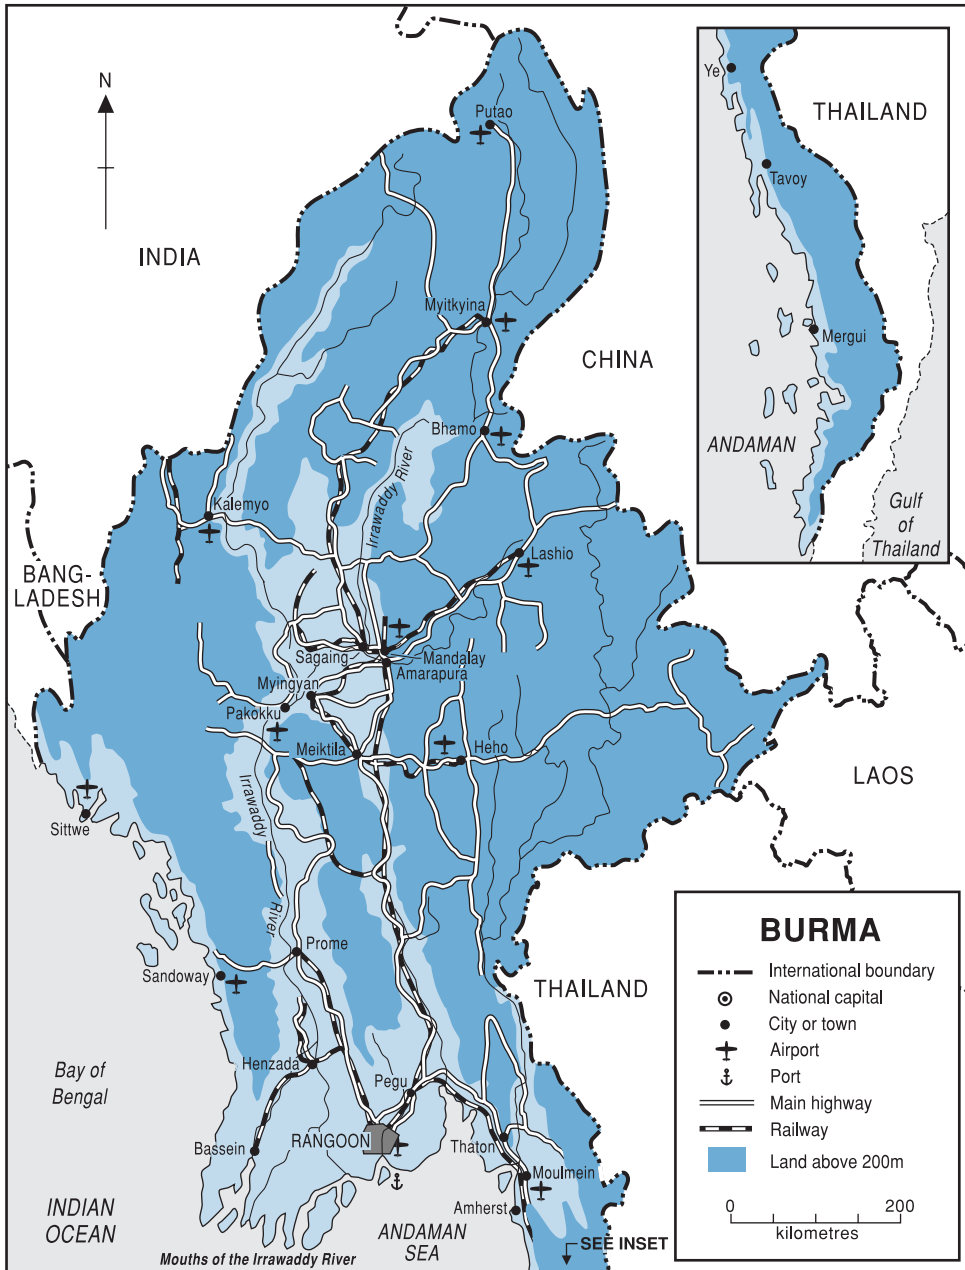 N
INDIA
Putao
Myitkyina
CHINA
Bhamo
Irrawaddy River
Kalemyo
Lashio
BANG-
LADESH
Sagaing
Mandalay
Amarapura
Myingyan
Pakokku
Meiktila
Heho
LAOS
Sittwe
Irrawaddy
River
Prome
Sandoway
THAILAND
Bay of
Bengal
Henzada
Pegu
Bassein
RANGOON
Thaton
Moulmein
Amherst
INDIAN
OCEAN
ANDAMAN
SEA
Mouths of the Irrawaddy River
SEE INSET
Ye
THAILAND
Tavoy
Mergui
ANDAMAN
Gulf
of
Thailand
BURMA
International boundary
National capital
City or town
Airport
Port
Main highway
Railway
Land above 200m
0 200
kilometres